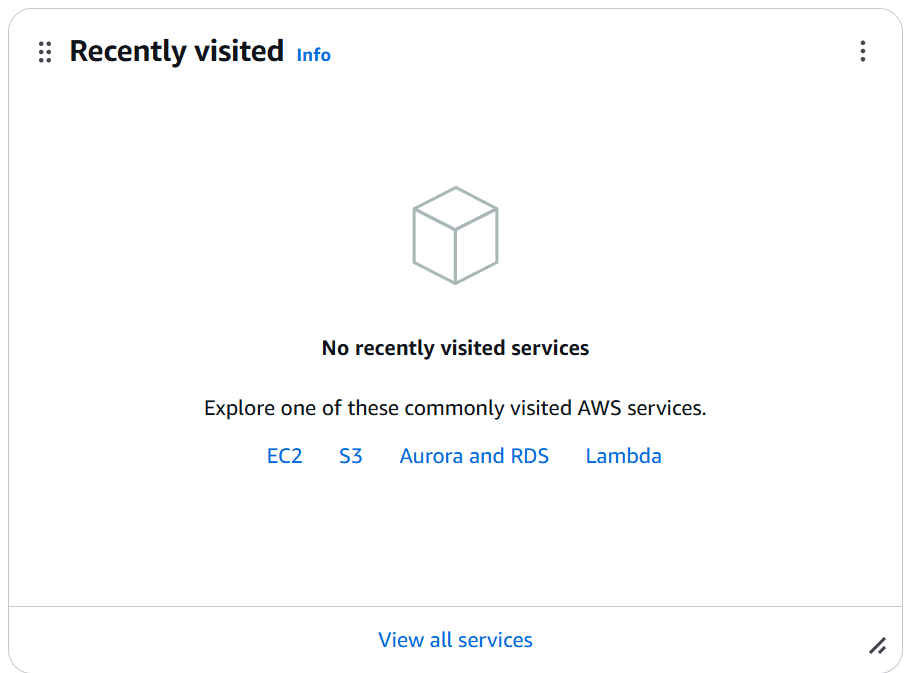 Recently visited Info
No recently visited services
Explore one of these commonly visited AWS services.
EC2 S3 Aurora and RDS Lambda
View all services